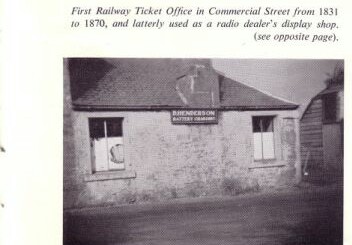 First Railway Ticket Office in Commercial Street from 1831
to 1870, and latterly used as a radio dealer's display shop.
(see opposite page).
D.HENDERSON
BATTERY CHARGING